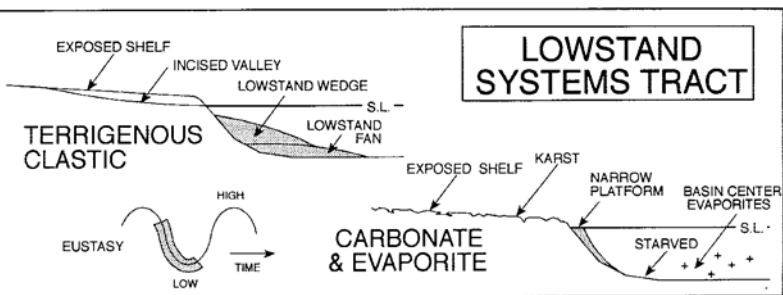 LOWSTAND
SYSTEMS TRACT
EXPOSED SHELF
INCISED VALLEY
LOWSTAND WEDGE
S.L.
LOWSTAND
FAN
TERRIGENOUS
CLASTIC
EXPOSED SHELF
KARST
NARROW
PLATFORM
BASIN CENTER
EVAPORITES
S.L.
STARVED
CARBONATE
& EVAPORITE
HIGH
EUSTASY
TIME
LOW